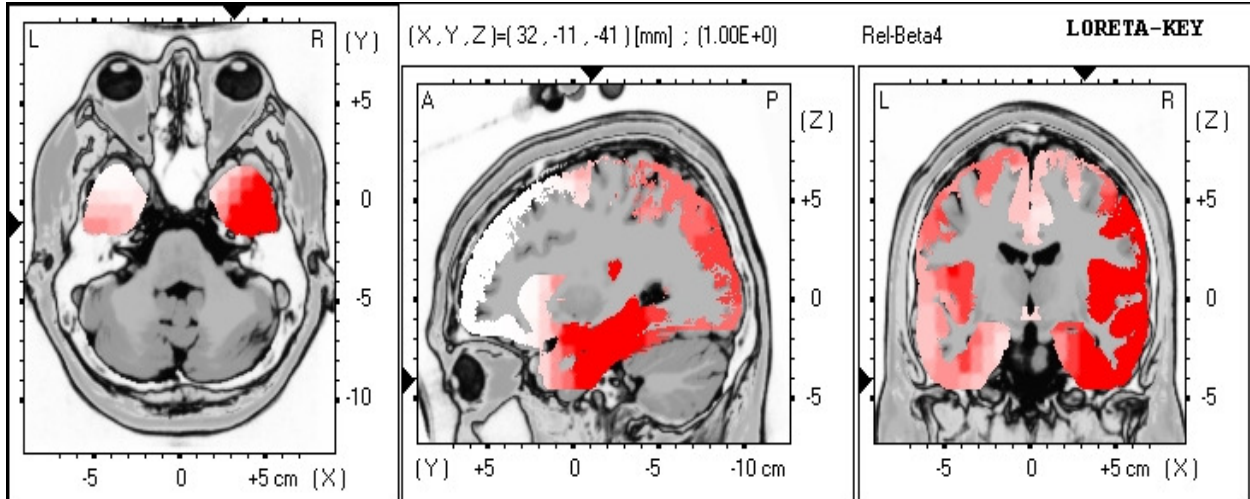 (X,Y,Z)=(32,-11,-41)[mm] ; (1.00E+0) Rel-Beta4 LORETA-KEY
L R (Y)
+5
0
-5
-10
-5 0 +5 cm (X)
A P (Z)
+5
0
-5
(Y) +5 0 -5 -10 cm
L R (Z)
+5
0
-5
-5 0 +5 cm (X)